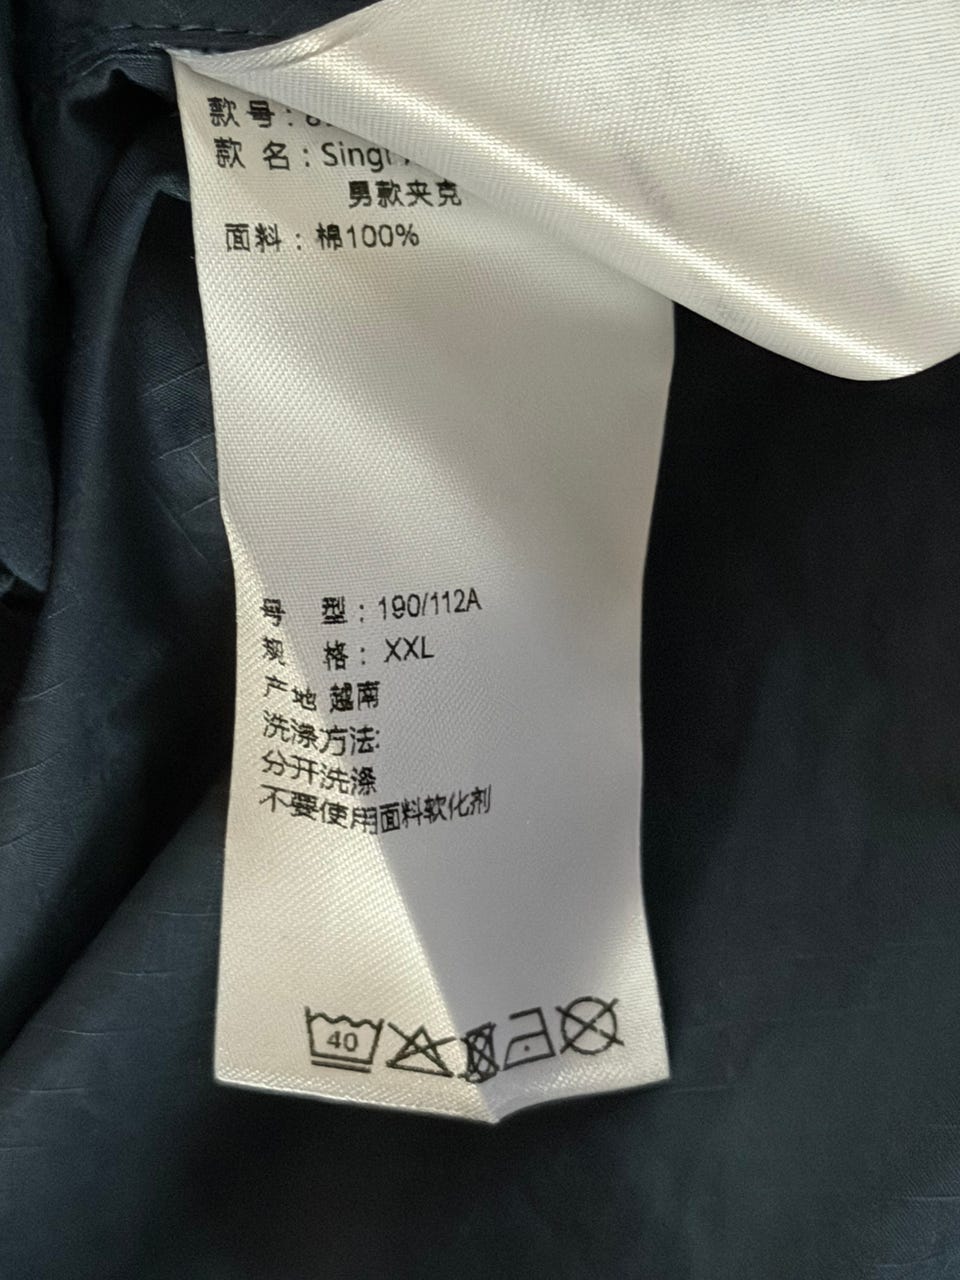 款号：8
款 名：Singi
男款夹克
面料：棉100%
号 型：190/112A
规 格：XXL
产地 越南
洗涤方法:
分开洗涤
不要使用面料软化剂
40